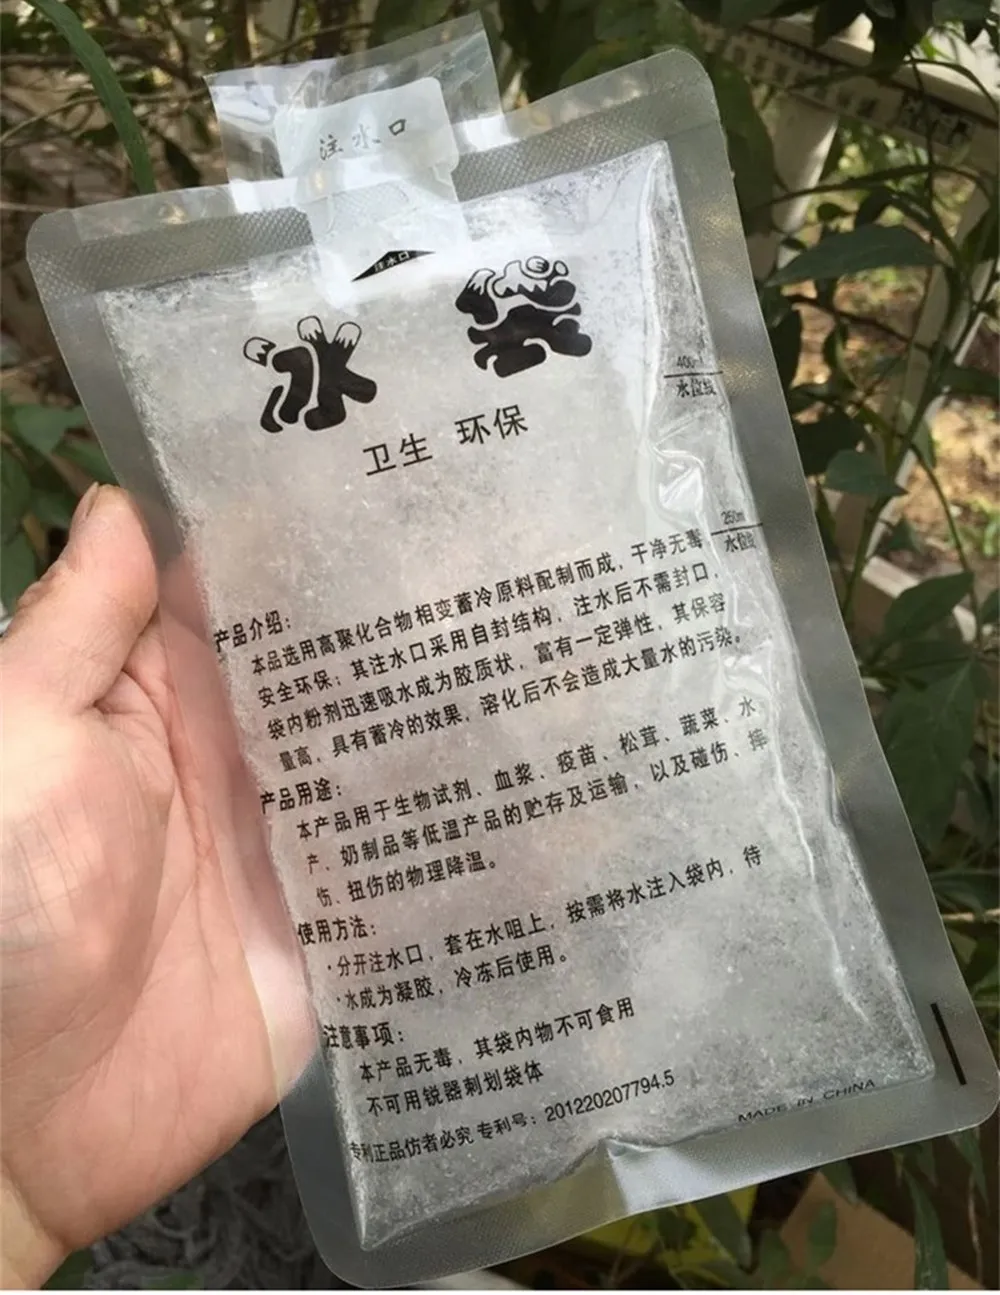 注水口
注水口
冰袋
卫生 环保
400ml
水位线
250ml
水位线
产品介绍:
本品选用高聚化合物相变蓄冷原料配制而成, 干净无毒
安全环保; 其注水口采用自封结构, 注水后不需封口,
袋内粉剂迅速吸水成为胶质状, 富有一定弹性, 其保容
量高, 具有蓄冷的效果, 溶化后不会造成大量水的污染。
产品用途:
本产品用于生物试剂、血浆、疫苗、松茸、蔬菜、水
产、奶制品等低温产品的贮存及运输, 以及碰伤、摔
伤、扭伤的物理降温。
使用方法:
·分开注水口, 套在水咀上, 按需将水注入袋内, 待
·水成为凝胶, 冷冻后使用。
注意事项:
本产品无毒, 其袋内物不可食用
不可用锐器刺划袋体
专利正品仿者必究 专利号: 201220207794.5
MADE IN CHINA